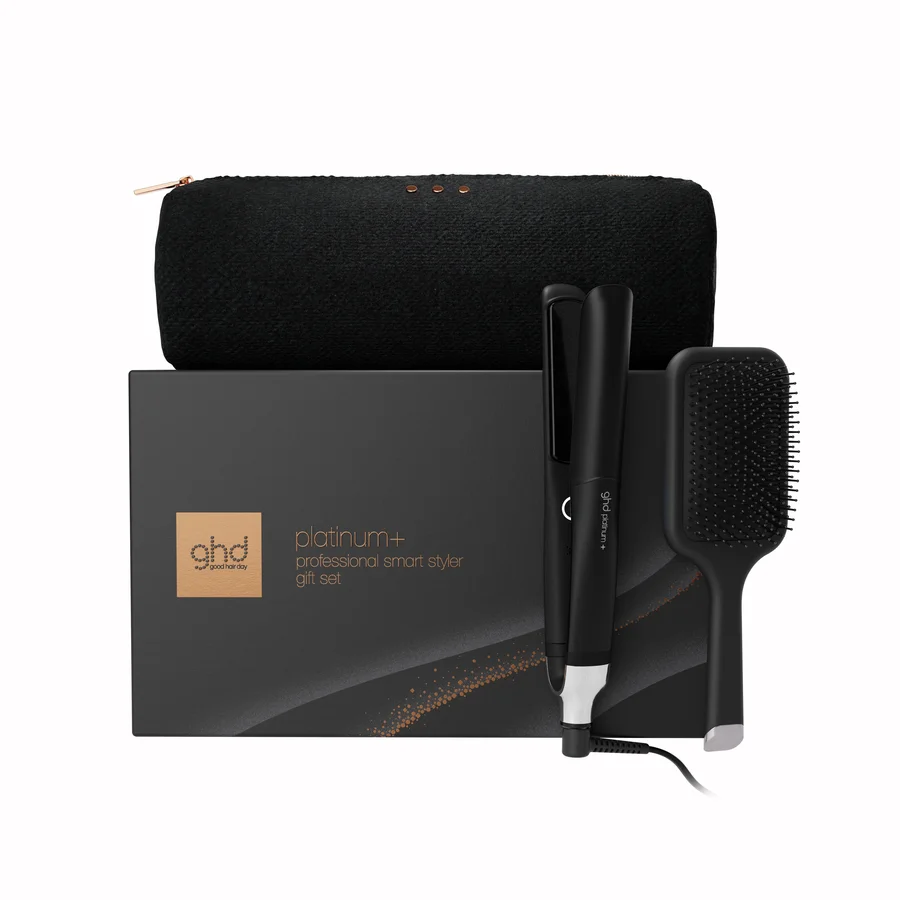 ghd
good hair day
platinum+
professional smart styler
gift set
ghd platinum+